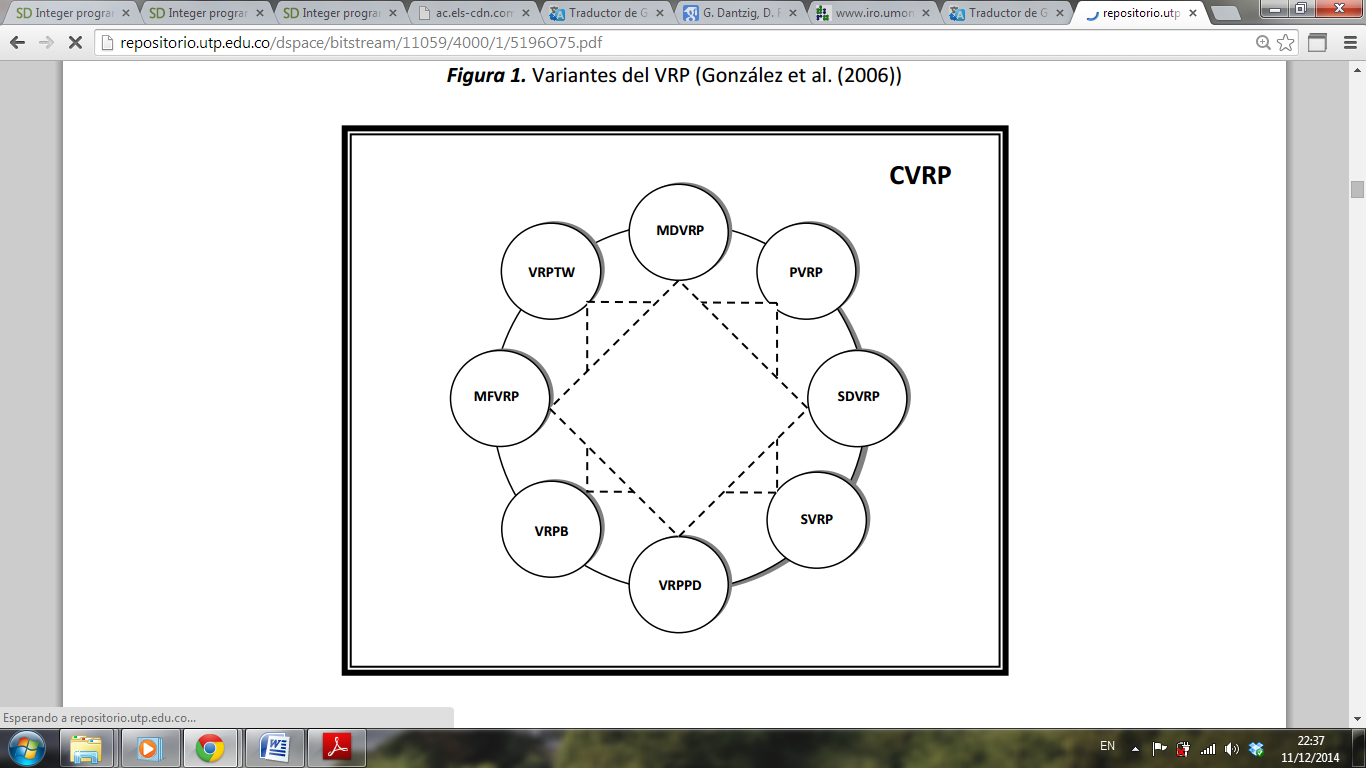 SD Integer progra
SD Integer progra
SD Integer progra
ac.els-cdn.com
Traductor de G
G. Dantzig, D.
www.iro.umon
Traductor de G
repositorio.utp
repositorio.utp.edu.co/dspace/bitstream/11059/4000/1/5196O75.pdf
Figura 1. Variantes del VRP (González et al. (2006))
CVRP
MDVRP
VRPTW
PVRP
MFVRP
SDVRP
SVRP
VRPB
VRPPD
Esperando a repositorio.utp.edu.co...
EN
22:37
11/12/2014